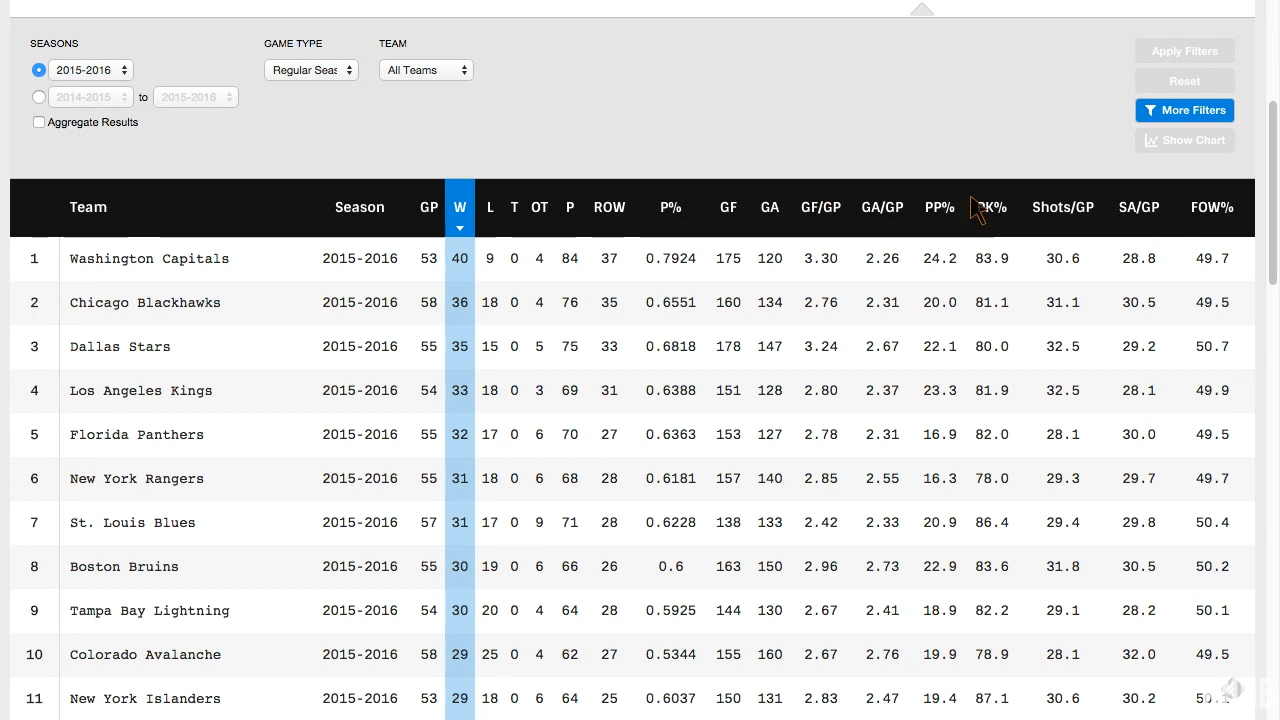 SEASONS GAME TYPE TEAM
2015-2016 Regular Seas All Teams Apply Filters
2014-2015 to 2015-2016 Reset
Aggregate Results More Filters
Show Chart
Team Season GP W L T OT P ROW P% GF GA GF/GP GA/GP PP% PK% Shots/GP SA/GP FOW%
1 Washington Capitals 2015-2016 53 40 9 0 4 84 37 0.7924 175 120 3.30 2.26 24.2 83.9 30.6 28.8 49.7
2 Chicago Blackhawks 2015-2016 58 36 18 0 4 76 35 0.6551 160 134 2.76 2.31 20.0 81.1 31.1 30.5 49.5
3 Dallas Stars 2015-2016 55 35 15 0 5 75 33 0.6818 178 147 3.24 2.67 22.1 80.0 32.5 29.2 50.7
4 Los Angeles Kings 2015-2016 54 33 18 0 3 69 31 0.6388 151 128 2.80 2.37 23.3 81.9 32.5 28.1 49.9
5 Florida Panthers 2015-2016 55 32 17 0 6 70 27 0.6363 153 127 2.78 2.31 16.9 82.0 28.1 30.0 49.5
6 New York Rangers 2015-2016 55 31 18 0 6 68 28 0.6181 157 140 2.85 2.55 16.3 78.0 29.3 29.7 49.7
7 St. Louis Blues 2015-2016 57 31 17 0 9 71 28 0.6228 138 133 2.42 2.33 20.9 86.4 29.4 29.8 50.4
8 Boston Bruins 2015-2016 55 30 19 0 6 66 26 0.6 163 150 2.96 2.73 22.9 83.6 31.8 30.5 50.2
9 Tampa Bay Lightning 2015-2016 54 30 20 0 4 64 28 0.5925 144 130 2.67 2.41 18.9 82.2 29.1 28.2 50.1
10 Colorado Avalanche 2015-2016 58 29 25 0 4 62 27 0.5344 155 160 2.67 2.76 19.9 78.9 28.1 32.0 49.5
11 New York Islanders 2015-2016 53 29 18 0 6 64 25 0.6037 150 131 2.83 2.47 19.4 87.1 30.6 30.2